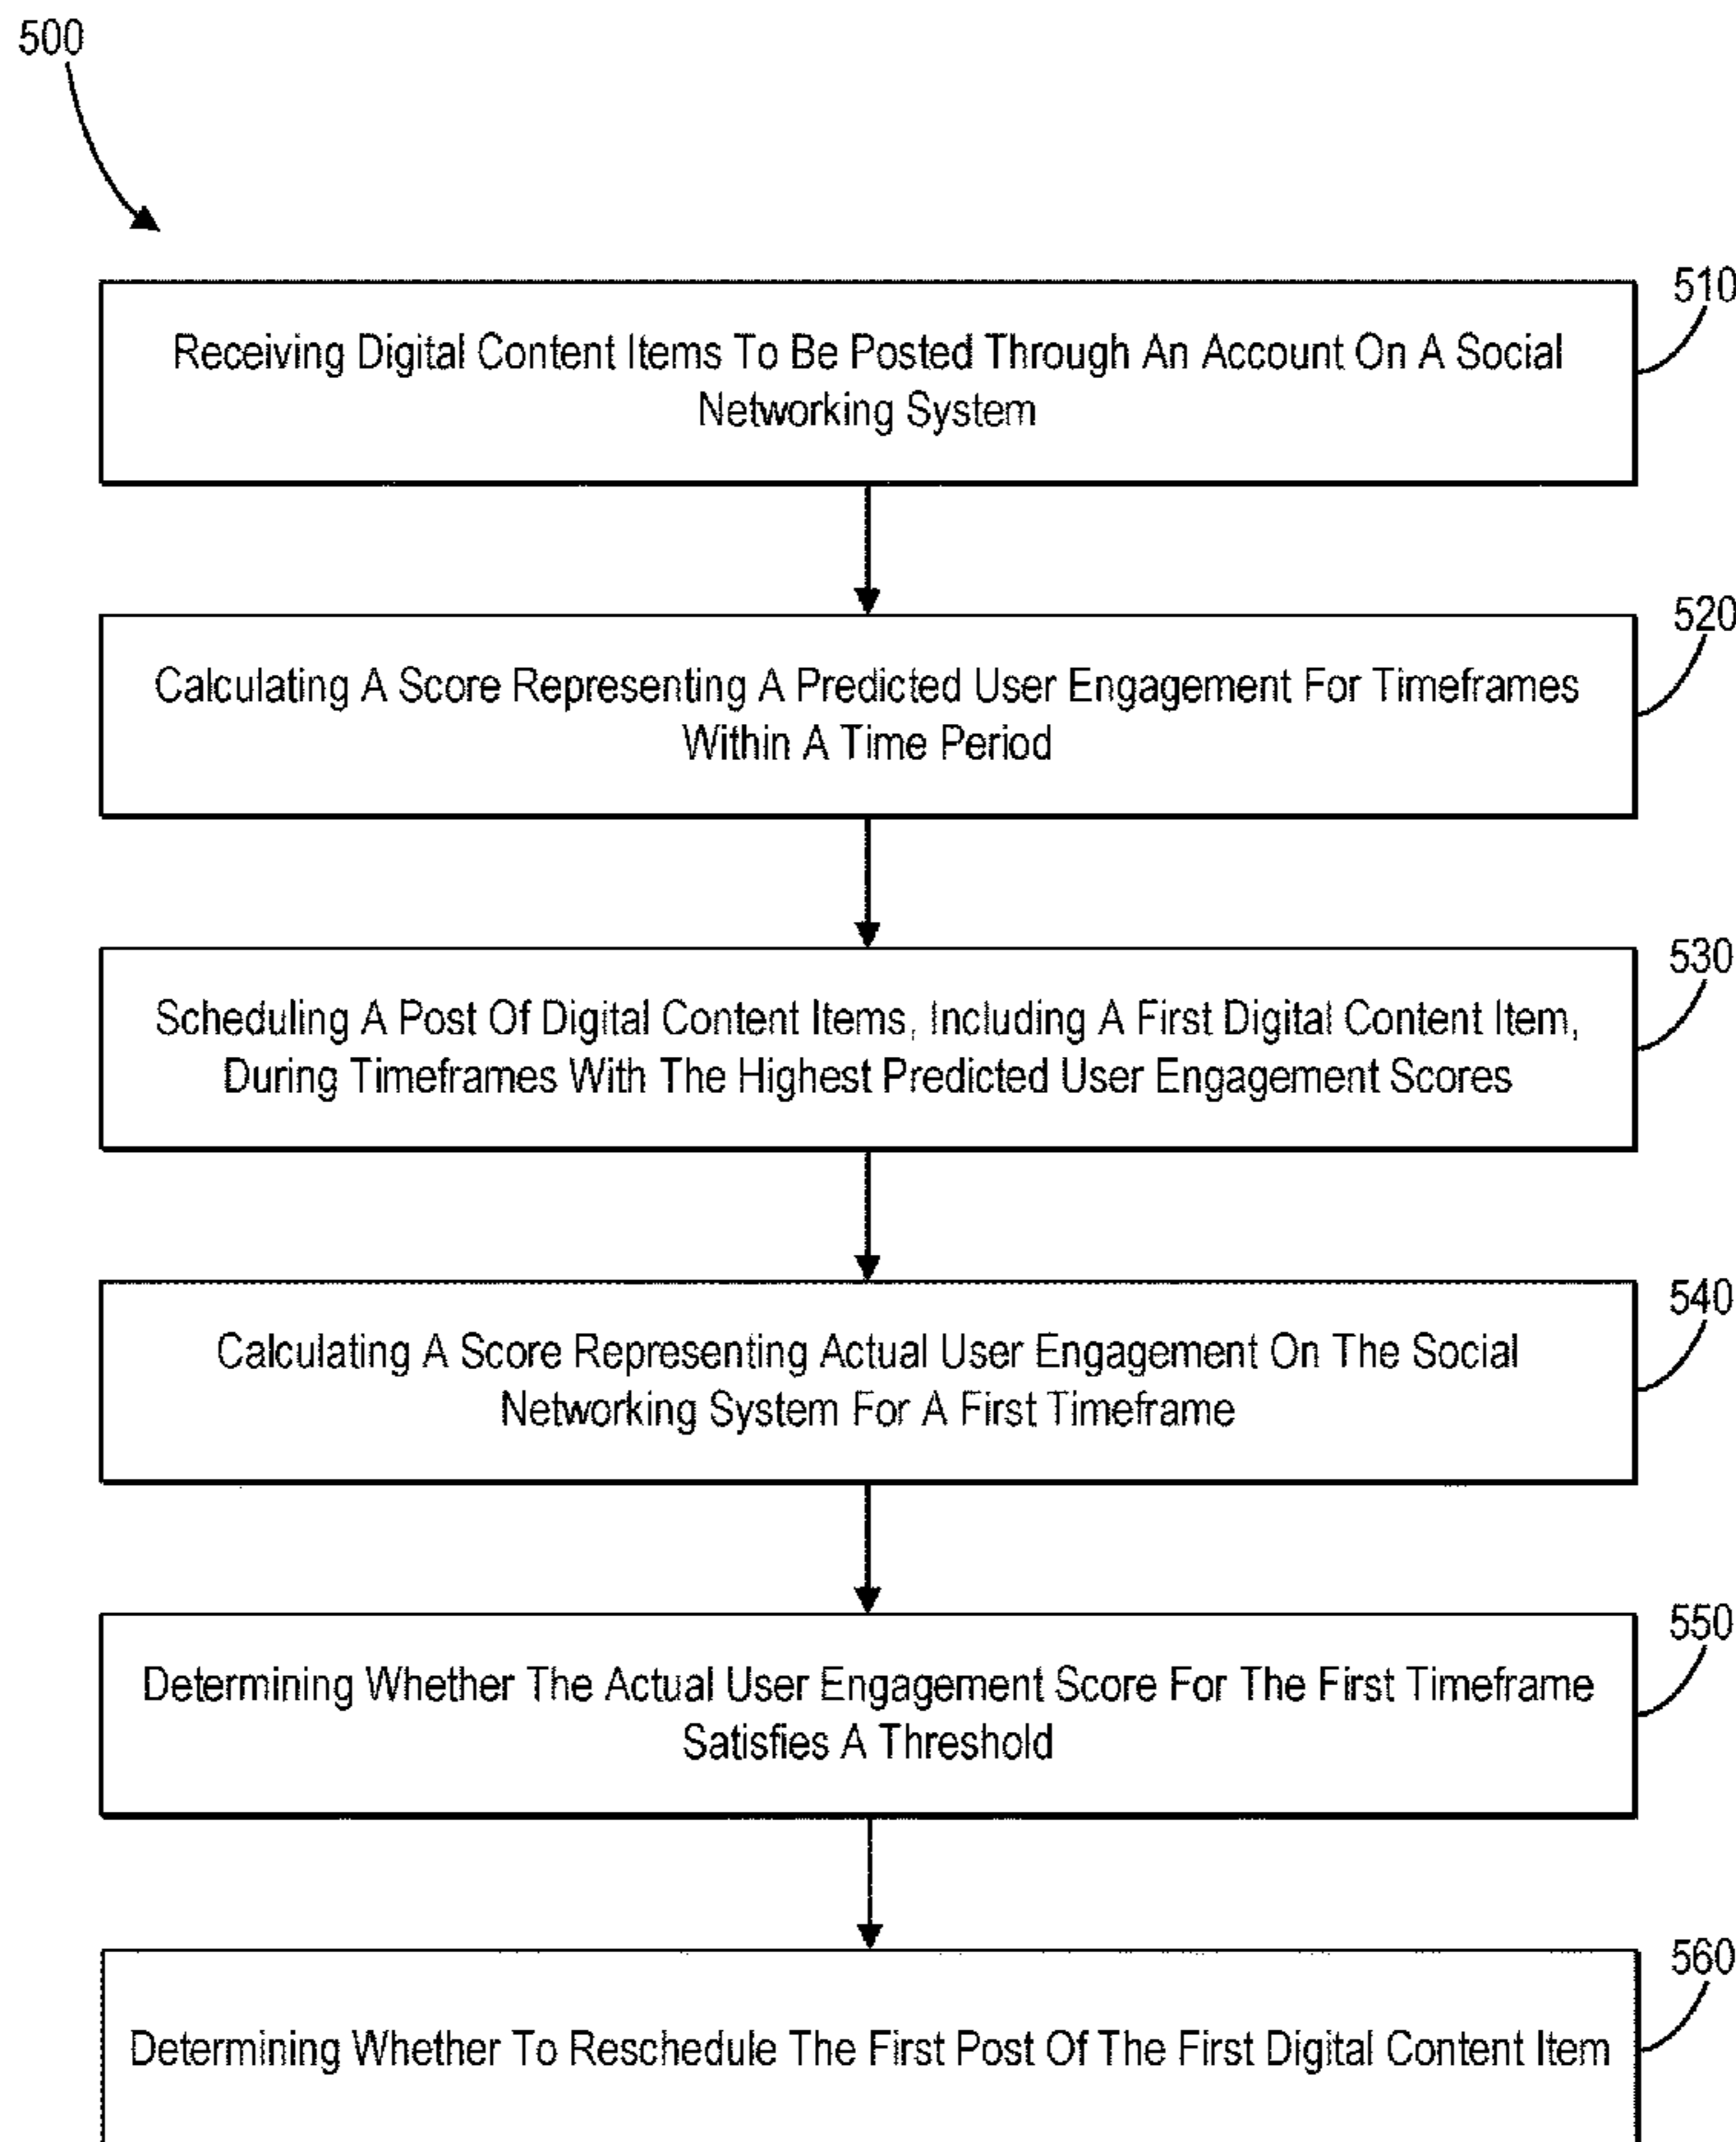 500
510
Receiving Digital Content Items To Be Posted Through An Account On A Social
Networking System
520
Calculating A Score Representing A Predicted User Engagement For Timeframes
Within A Time Period
530
Scheduling A Post Of Digital Content Items, Including A First Digital Content Item,
During Timeframes With The Highest Predicted User Engagement Scores
540
Calculating A Score Representing Actual User Engagement On The Social
Networking System For A First Timeframe
550
Determining Whether The Actual User Engagement Score For The First Timeframe
Satisfies A Threshold
560
Determining Whether To Reschedule The First Post Of The First Digital Content Item